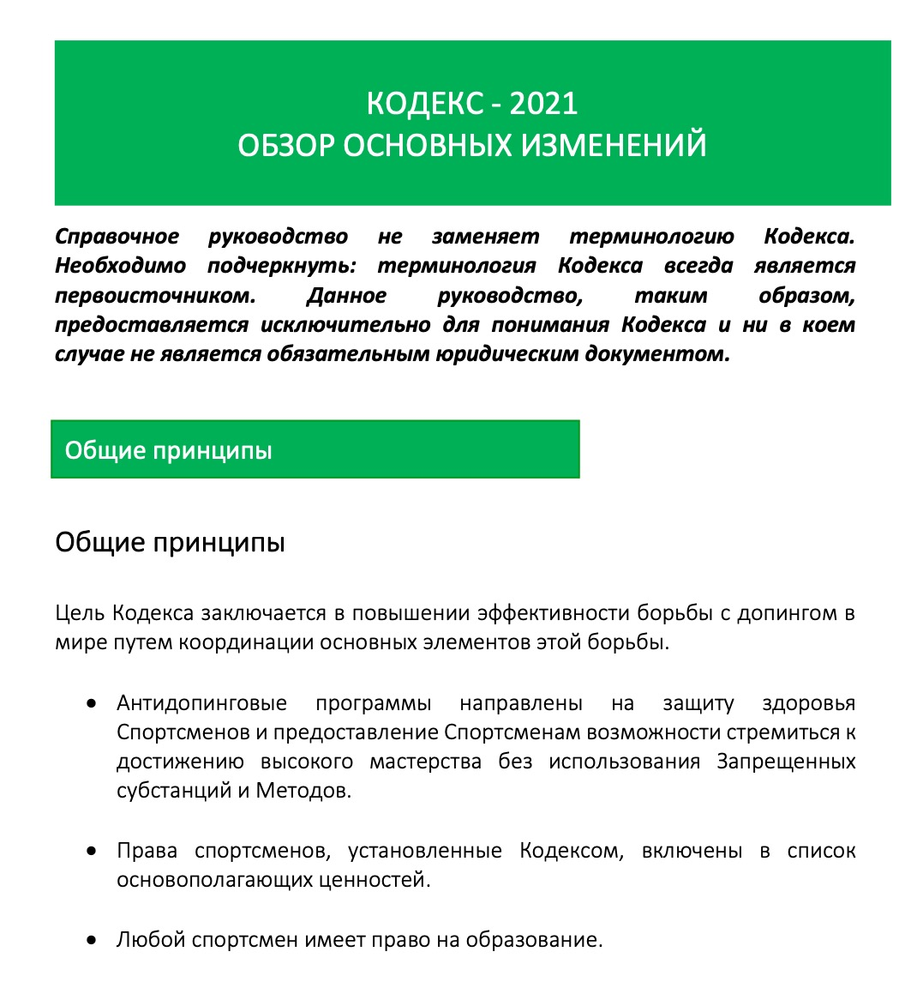 КОДЕКС - 2021
ОБЗОР ОСНОВНЫХ ИЗМЕНЕНИЙ
Справочное руководство не заменяет терминологию Кодекса.
Необходимо подчеркнуть: терминология Кодекса всегда является
первоисточником. Данное руководство, таким образом,
предоставляется исключительно для понимания Кодекса и ни в коем
случае не является обязательным юридическим документом.
Общие принципы
Общие принципы
Цель Кодекса заключается в повышении эффективности борьбы с допингом в
мире путем координации основных элементов этой борьбы.
• Антидопинговые программы направлены на защиту здоровья
Спортсменов и предоставление Спортсменам возможности стремиться к
достижению высокого мастерства без использования Запрещенных
субстанций и Методов.
• Права спортсменов, установленные Кодексом, включены в список
основополагающих ценностей.
• Любой спортсмен имеет право на образование.